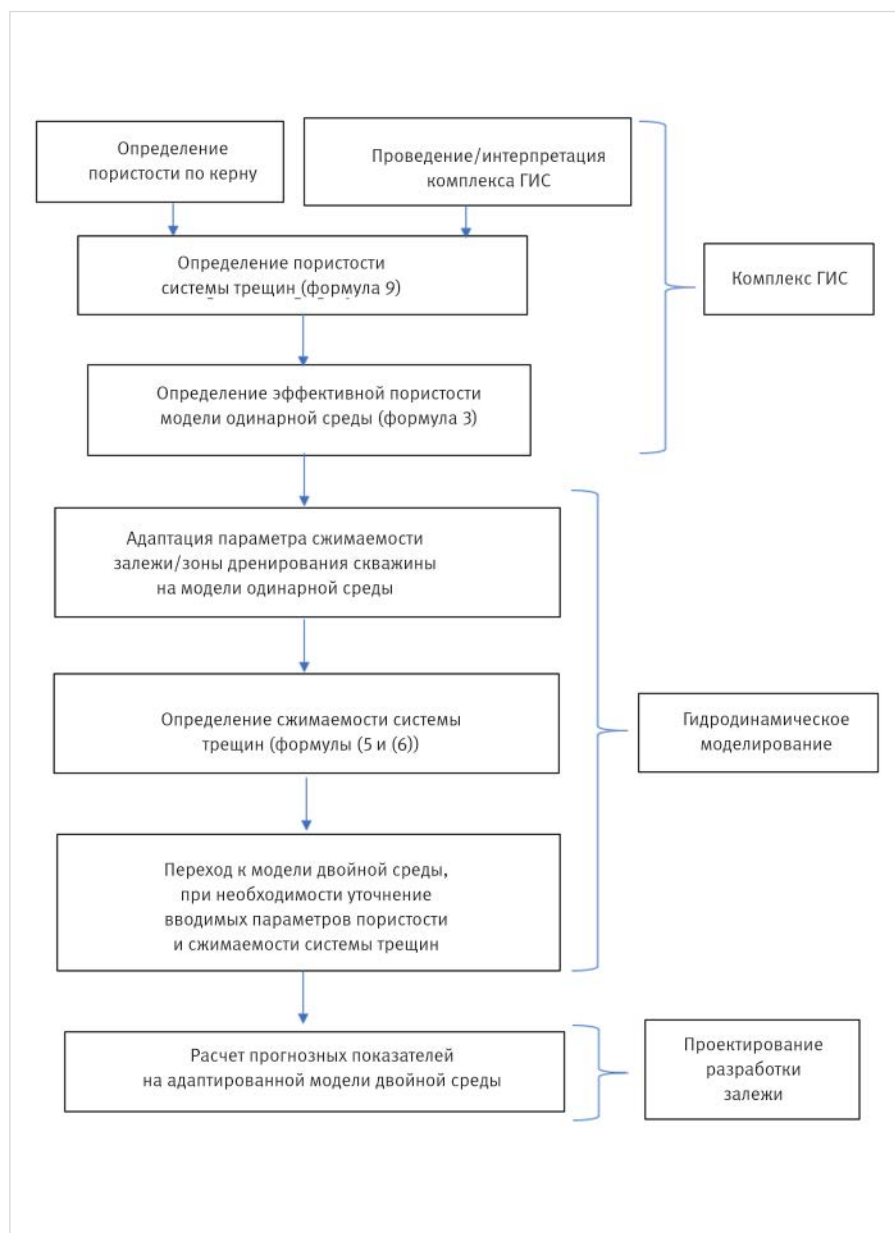 Определение
пористости по керну
Проведение/интерпретация
комплекса ГИС
Определение пористости
системы трещин (формула 9)
Комплекс ГИС
Определение эффективной пористости
модели одинарной среды (формула 3)
Адаптация параметра сжимаемости
залежи/зоны дренирования скважины
на модели одинарной среды
Определение сжимаемости системы
трещин (формулы (5 и (6))
Гидродинамическое
моделирование
Переход к модели двойной среды,
при необходимости уточнение
вводимых параметров пористости
и сжимаемости системы трещин
Расчет прогнозных показателей
на адаптированной модели двойной среды
Проектирование
разработки
залежи